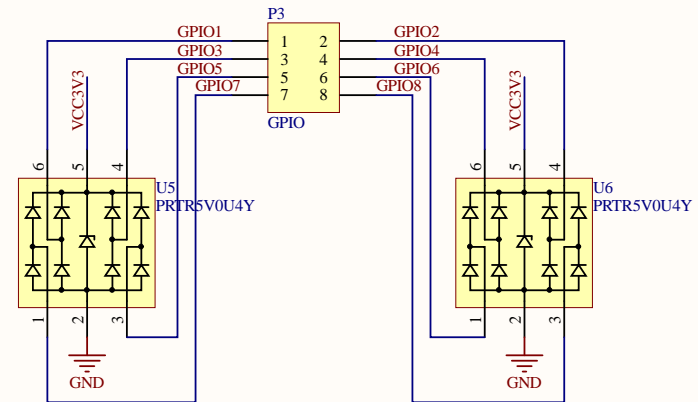 P3
GPIO1
GPIO2
1 2
GPIO3
GPIO4
3 4
GPIO5
GPIO6
5 6
GPIO7
GPIO8
7 8
GPIO
VCC3V3
VCC3V3
6 5 4
6 5 4
U5
PRTR5V0U4Y
U6
PRTR5V0U4Y
1 2 3
1 2 3
GND
GND